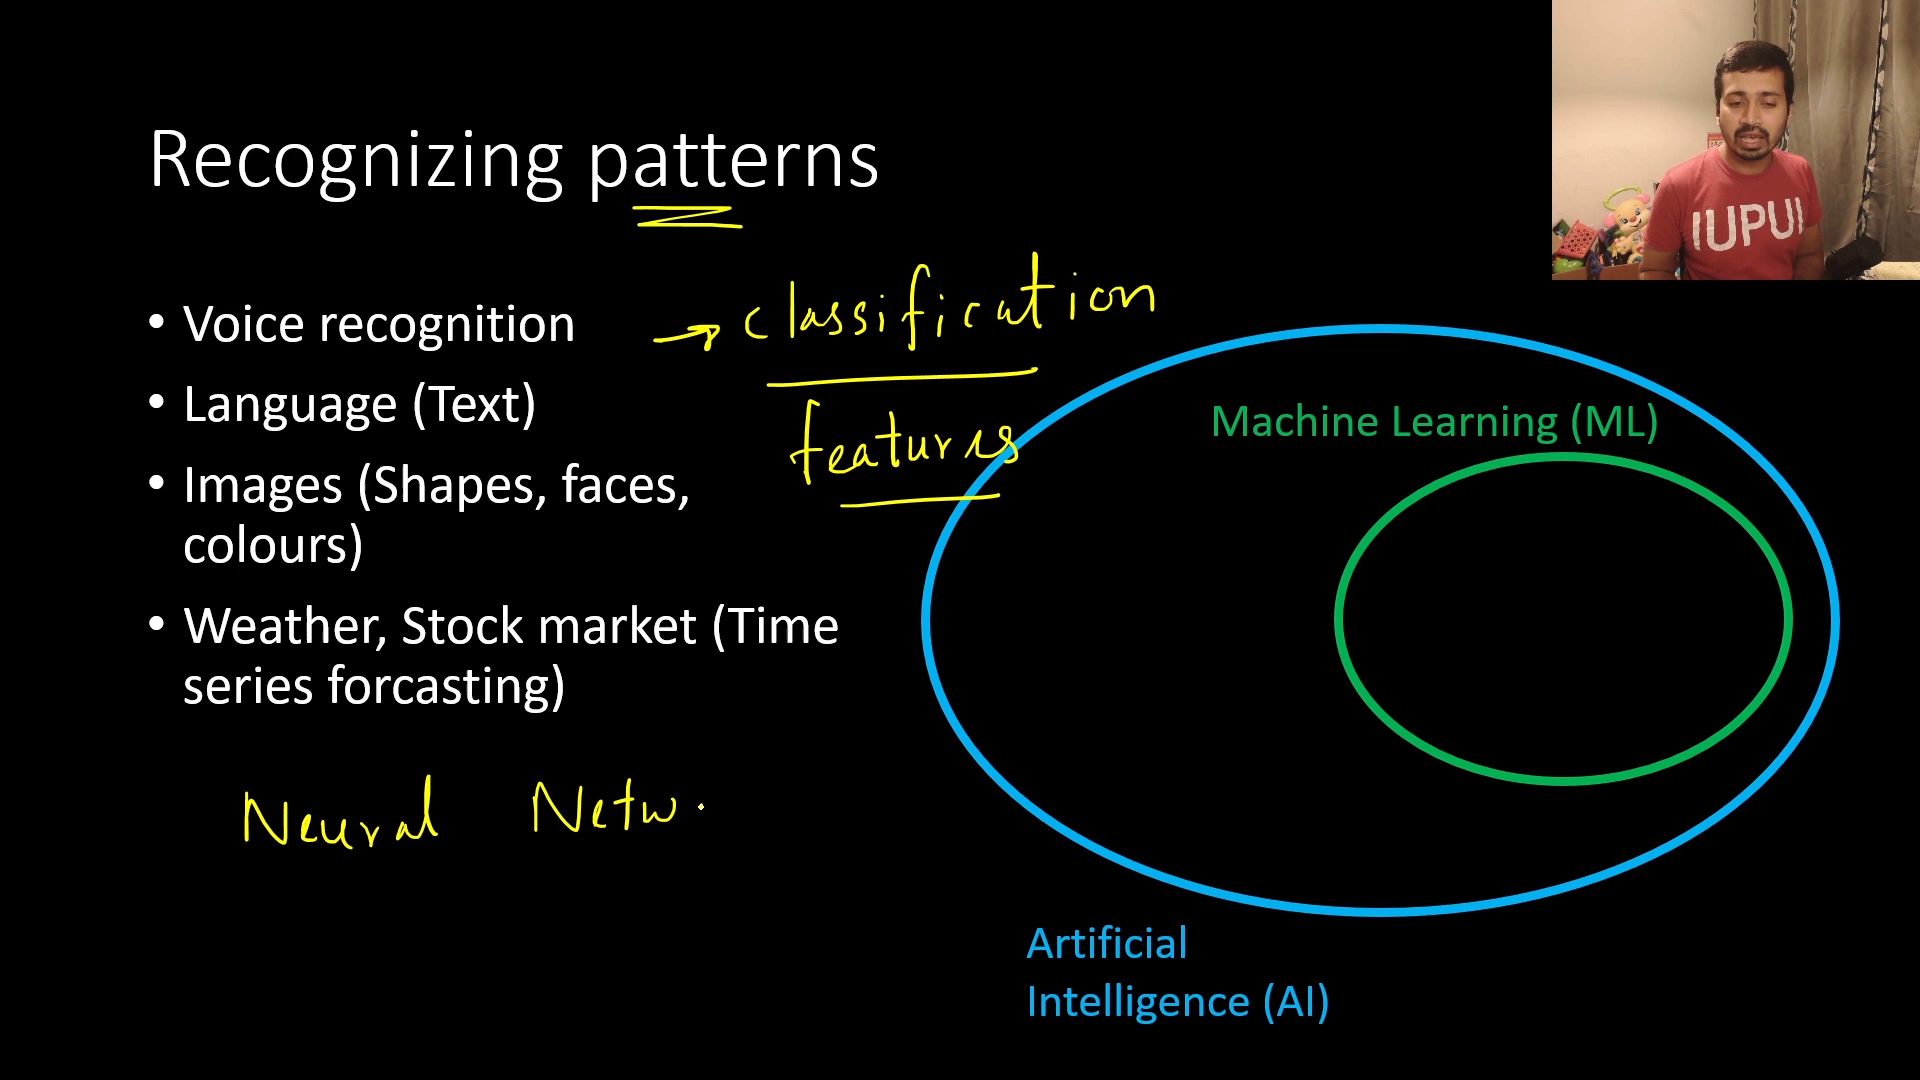 Recognizing patterns
IUPUI
• Voice recognition
→ classification
• Language (Text)
features
• Images (Shapes, faces,
colours)
• Weather, Stock market (Time
series forcasting)
Neural Netw
Machine Learning (ML)
Artificial
Intelligence (AI)